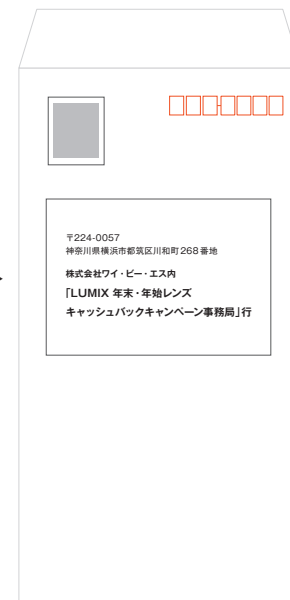 〒224-0057
神奈川県横浜市都筑区川和町268番地
株式会社ワイ・ビー・エス内
「LUMIX 年末・年始レンズ
キャッシュバックキャンペーン事務局」行